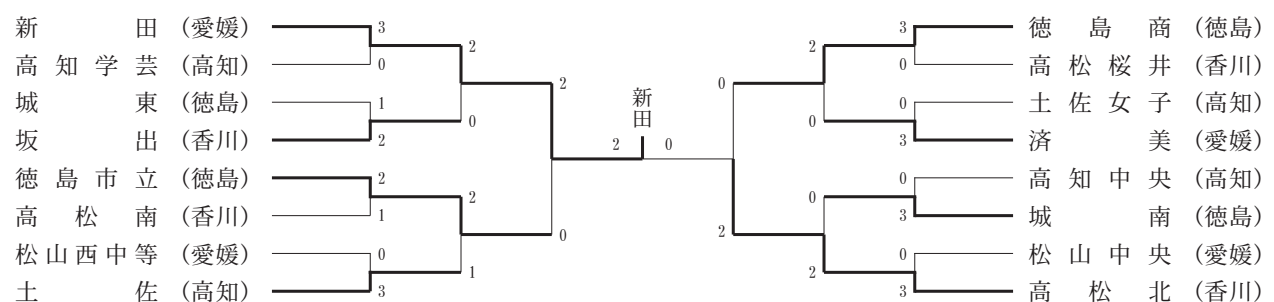 新田 (愛媛) 3
高知学芸 (高知) 0
城東 (徳島) 1
坂出 (香川) 2
徳島市立 (徳島) 2
高松南 (香川) 1
松山西中等 (愛媛) 0
土佐 (高知) 3
2
0
2
1
2
0
新田
2 0
0
2
2
0
0
2
3 徳島商 (徳島)
0 高松桜井 (香川)
0 土佐女子 (高知)
3 済美 (愛媛)
0 高知中央 (高知)
3 城南 (徳島)
0 松山中央 (愛媛)
3 高松北 (香川)